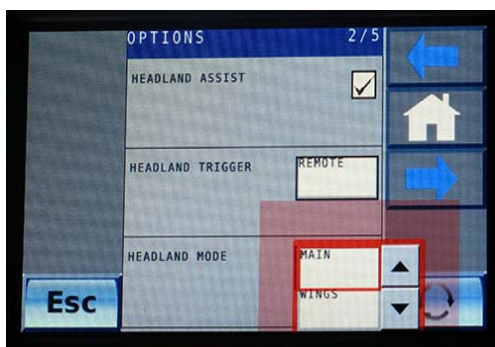 OPTIONS 2/5
HEADLAND ASSIST
HEADLAND TRIGGER REMOTE
HEADLAND MODE MAIN
WINGS
Esc